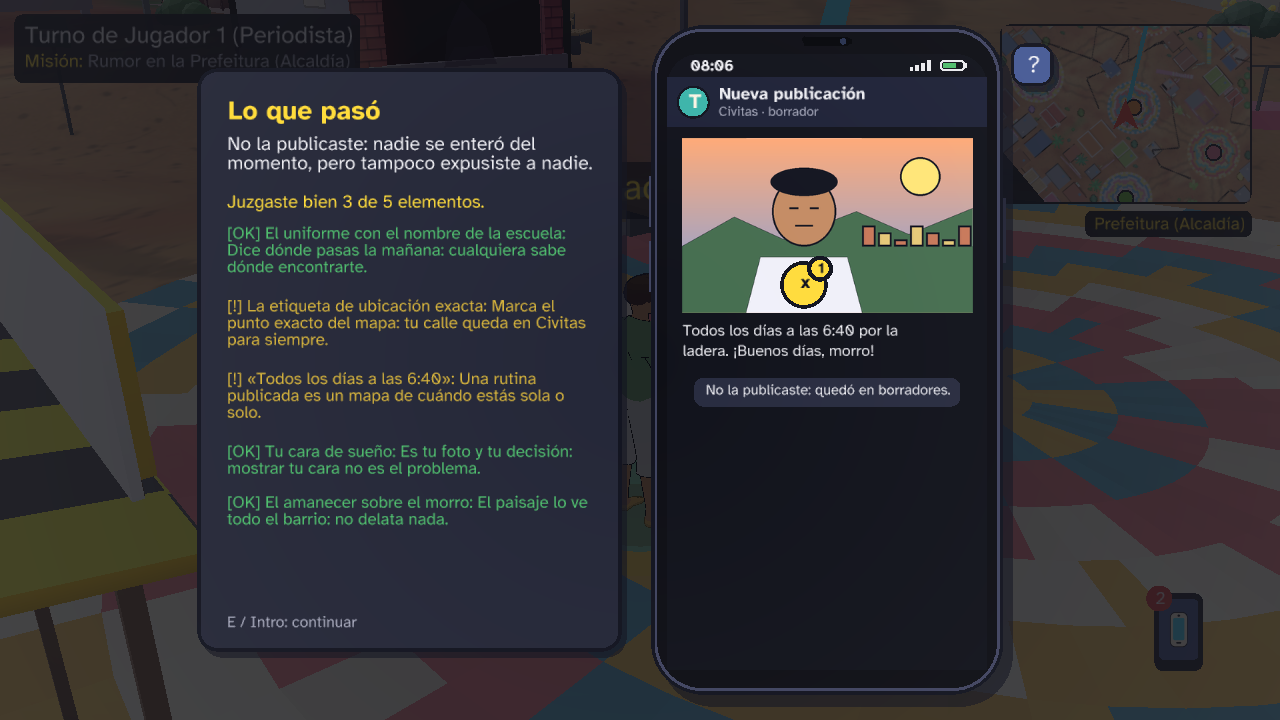 Turno de Jugador 1 (Periodista)
Misión: Rumor en la Prefeitura (Alcaldía)
Lo que pasó
No la publicaste: nadie se enteró del
momento, pero tampoco expusiste a nadie.
Juzgaste bien 3 de 5 elementos.
[OK] El uniforme con el nombre de la escuela:
Dice dónde pasas la mañana: cualquiera sabe
dónde encontrarte.
[!] La etiqueta de ubicación exacta: Marca el
punto exacto del mapa: tu calle queda en Civitas
para siempre.
[!] «Todos los días a las 6:40»: Una rutina
publicada es un mapa de cuándo estás sola o
solo.
[OK] Tu cara de sueño: Es tu foto y tu decisión:
mostrar tu cara no es el problema.
[OK] El amanecer sobre el morro: El paisaje lo ve
todo el barrio: no delata nada.
E / Intro: continuar
08:06
T
Nueva publicación
Civitas · borrador
1
x
Todos los días a las 6:40 por la
ladera. ¡Buenos días, morro!
No la publicaste: quedó en borradores.
?
Prefeitura (Alcaldía)
2